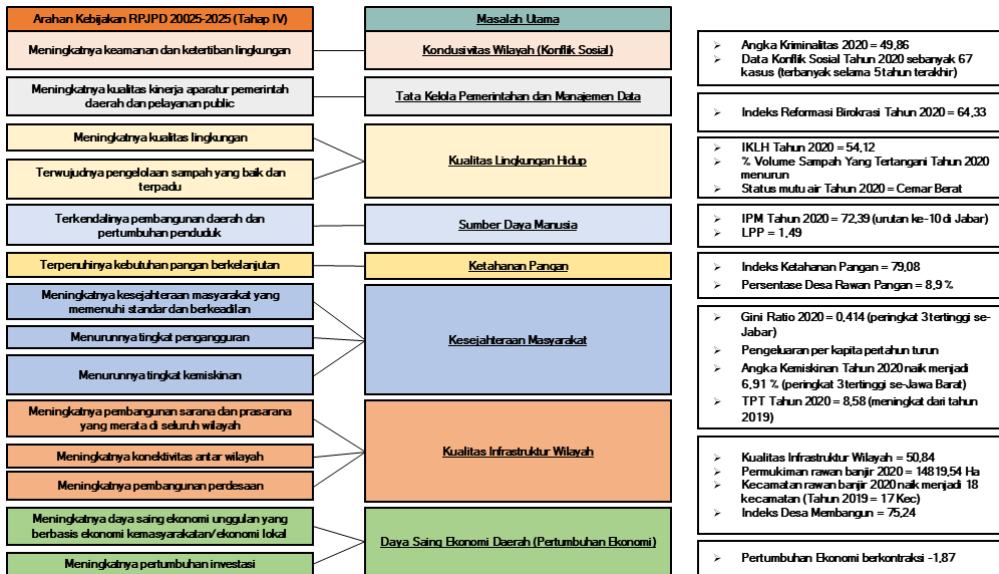 Arahan Kebijakan RPJPD 20025-2025 (Tahap IV)
Meningkatnya keamanan dan ketertiban lingkungan
Meningkatnya kualitas kinerja aparatur pemerintah
daerah dan pelayanan public
Meningkatnya kualitas lingkungan
Terwujudnya pengelolaan sampah yang baik dan
terpadu
Terkendalinya pembangunan daerah dan
pertumbuhan penduduk
Terpenuhinya kebutuhan pangan berkelanjutan
Meningkatnya kesejahteraan masyarakat yang
memenuhi standar dan berkeadilan
Menurunnya tingkat pengangguran
Menurunnya tingkat kemiskinan
Meningkatnya pembangunan sarana dan prasarana
yang merata di seluruh wilayah
Meningkatnya konektivitas antar wilayah
Meningkatnya pembangunan perdesaan
Meningkatnya daya saing ekonomi unggulan yang
berbasis ekonomi kemasyarakatan/ekonomi lokal
Meningkatnya pertumbuhan investasi
Masalah Utama
Kondusivitas Wilayah (Konflik Sosial)
Tata Kelola Pemerintahan dan Manajemen Data
Kualitas Lingkungan Hidup
Sumber Daya Manusia
Ketahanan Pangan
Kesejahteraan Masyarakat
Kualitas Infrastruktur Wilayah
Daya Saing Ekonomi Daerah (Pertumbuhan Ekonomi)
➢ Angka Kriminalitas 2020 = 49,86
➢ Data Konflik Sosial Tahun 2020 sebanyak 67
kasus (terbanyak selama 5 tahun terakhir)
➢ Indeks Reformasi Birokrasi Tahun 2020 = 64,33
➢ IKLH Tahun 2020 = 54,12
➢ % Volume Sampah Yang Tertangani Tahun 2020
menurun
➢ Status mutu air Tahun 2020 = Cemar Berat
➢ IPM Tahun 2020 = 72,39 (urutan ke-10 di Jabar)
➢ LPP = 1,49
➢ Indeks Ketahanan Pangan = 79,08
➢ Persentase Desa Rawan Pangan = 8,9 %
➢ Gini Ratio 2020 = 0,414 (peringkat 3 tertinggi se-
Jabar)
➢ Pengeluaran per kapita pertahun turun
➢ Angka Kemiskinan Tahun 2020 naik menjadi
6,91 % (peringkat 3 tertinggi se-Jawa Barat)
➢ TPT Tahun 2020 = 8,58 (meningkat dari tahun
2019)
➢ Kualitas Infrastruktur Wilayah = 50,84
➢ Permukiman rawan banjir 2020 = 14819,54 Ha
➢ Kecamatan rawan banjir 2020 naik menjadi 18
kecamatan (Tahun 2019 = 17 Kec)
➢ Indeks Desa Membangun = 75,24
➢ Pertumbuhan Ekonomi berkontraksi -1,87